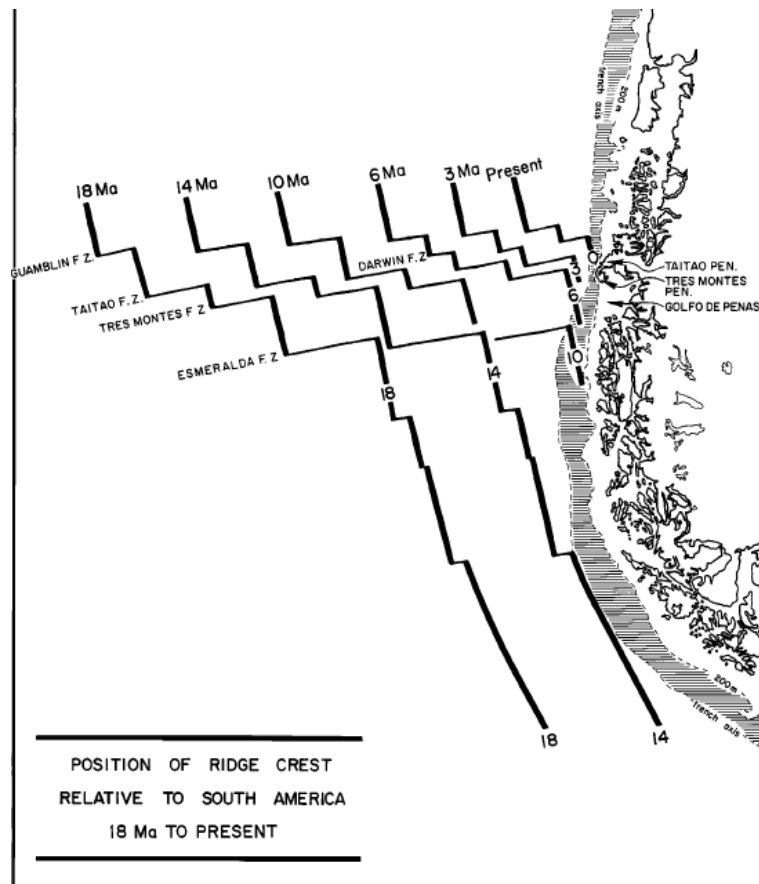 trench axis
200m
18 Ma
14 Ma
10 Ma
6 Ma
3 Ma
Present
GUAMBLIN F. Z.
DARWIN F. Z.
TAITAO F. Z.
TRES MONTES F Z
ESMERALDA F. Z
0
3
6
10
14
18
TAITAO PEN.
TRES MONTES
PEN.
GOLFO DE PENAS
200m
trench axis
18
14
POSITION OF RIDGE CREST
RELATIVE TO SOUTH AMERICA
18 Ma TO PRESENT